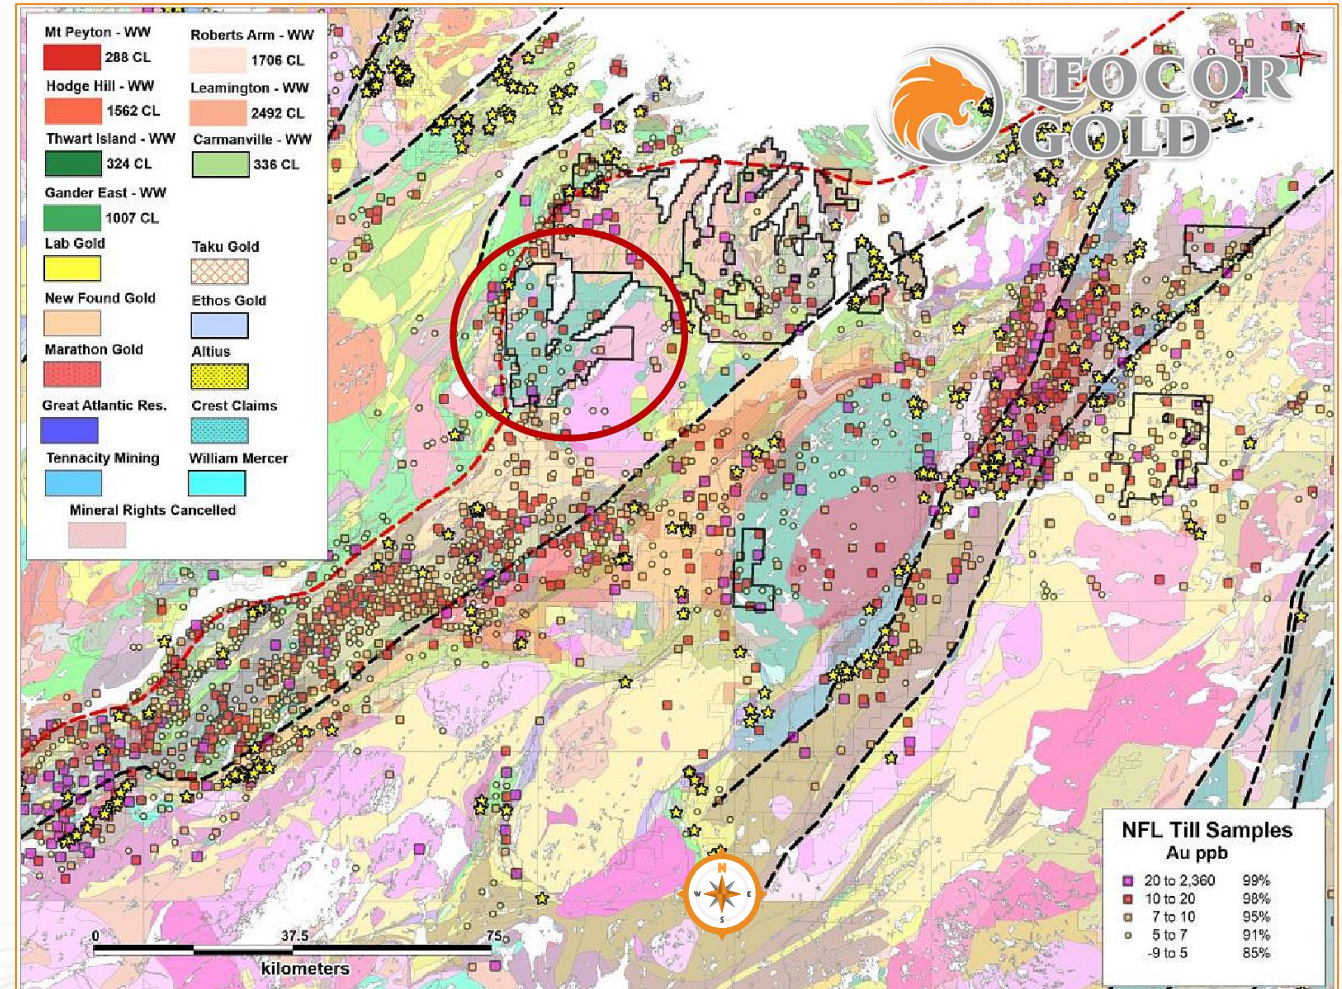 Mt Peyton - WW
288 CL
Hodge Hill - WW
1562 CL
Thwart Island - WW
324 CL
Gander East - WW
1007 CL
Lab Gold
New Found Gold
Marathon Gold
Great Atlantic Res.
Tennacity Mining
Roberts Arm - WW
1706 CL
Leamington - WW
2492 CL
Carmanville - WW
336 CL
Taku Gold
Ethos Gold
Altius
Crest Claims
William Mercer
Mineral Rights Cancelled
LEOCOR
GOLD
N
N
W E
S
0 37.5 75
kilometers
NFL Till Samples
Au ppb
20 to 2,360 99%
10 to 20 98%
7 to 10 95%
5 to 7 91%
-9 to 5 85%